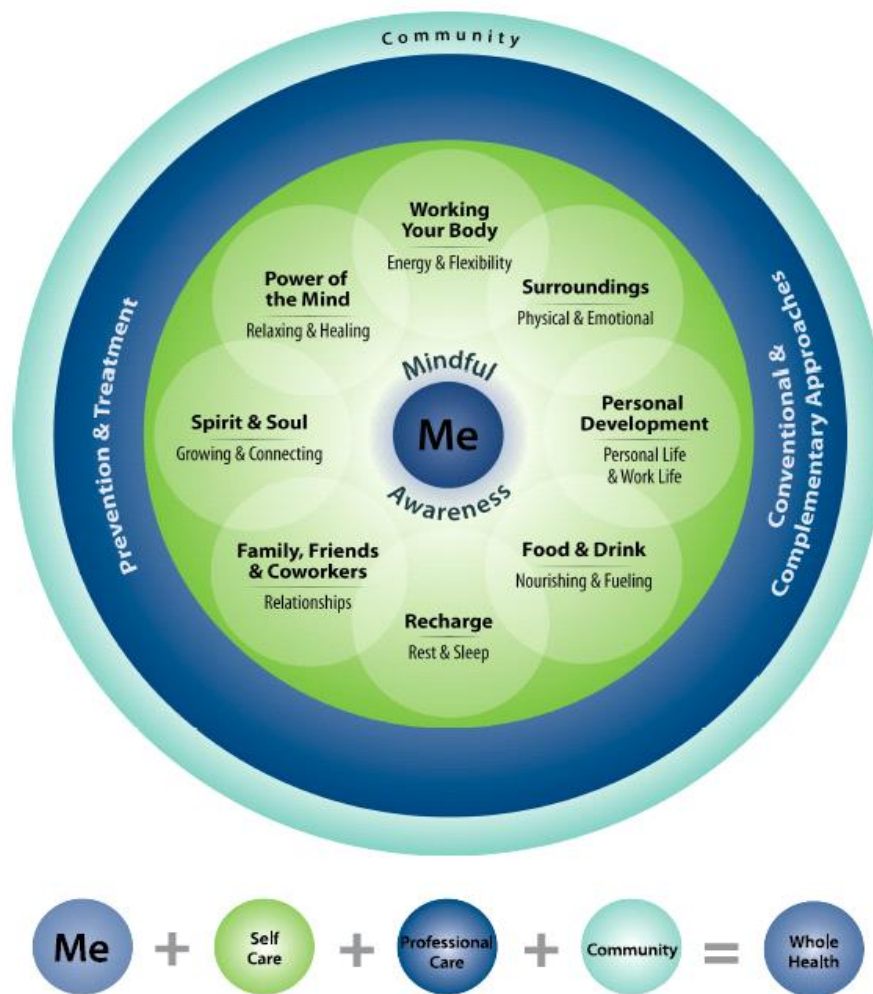 Community
Working
Your Body
Energy & Flexibility
Surroundings
Physical & Emotional
Personal
Development
Personal Life
& Work Life
Food & Drink
Nourishing & Fueling
Recharge
Rest & Sleep
Family, Friends
& Coworkers
Relationships
Spirit & Soul
Growing & Connecting
Power of
the Mind
Relaxing & Healing
Mindful
Me
Awareness
Prevention & Treatment
Conventional &
Complementary Approaches
Me + Self Care + Professional Care + Community = Whole Health